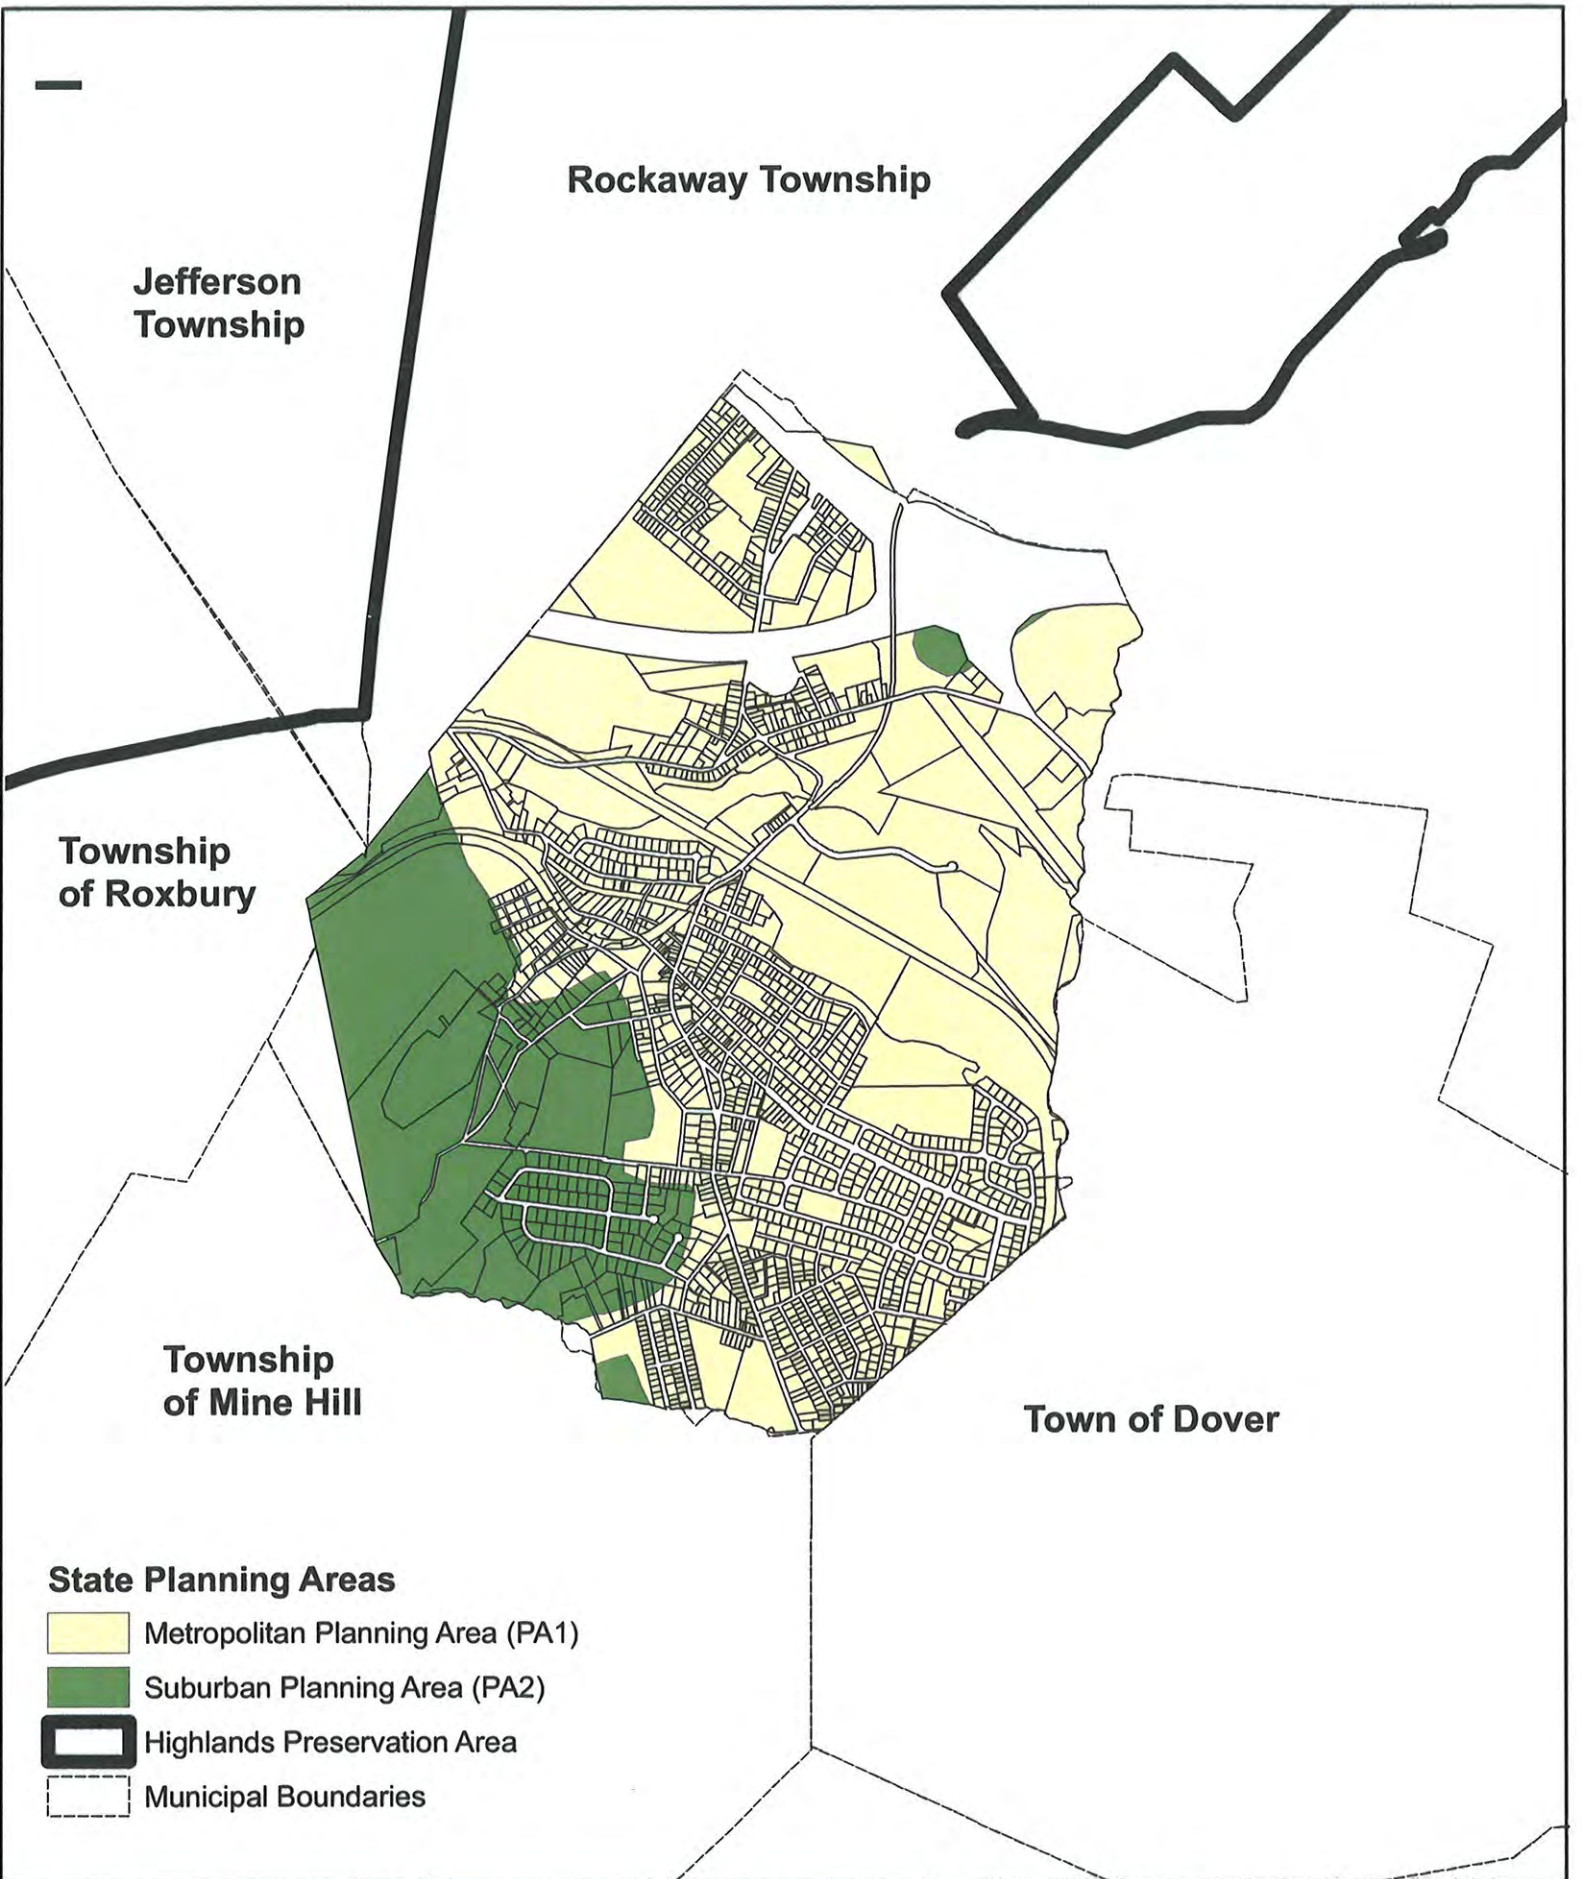 Rockaway Township
Jefferson
Township
Township
of Roxbury
Township
of Mine Hill
Town of Dover
State Planning Areas
Metropolitan Planning Area (PA1)
Suburban Planning Area (PA2)
Highlands Preservation Area
Municipal Boundaries